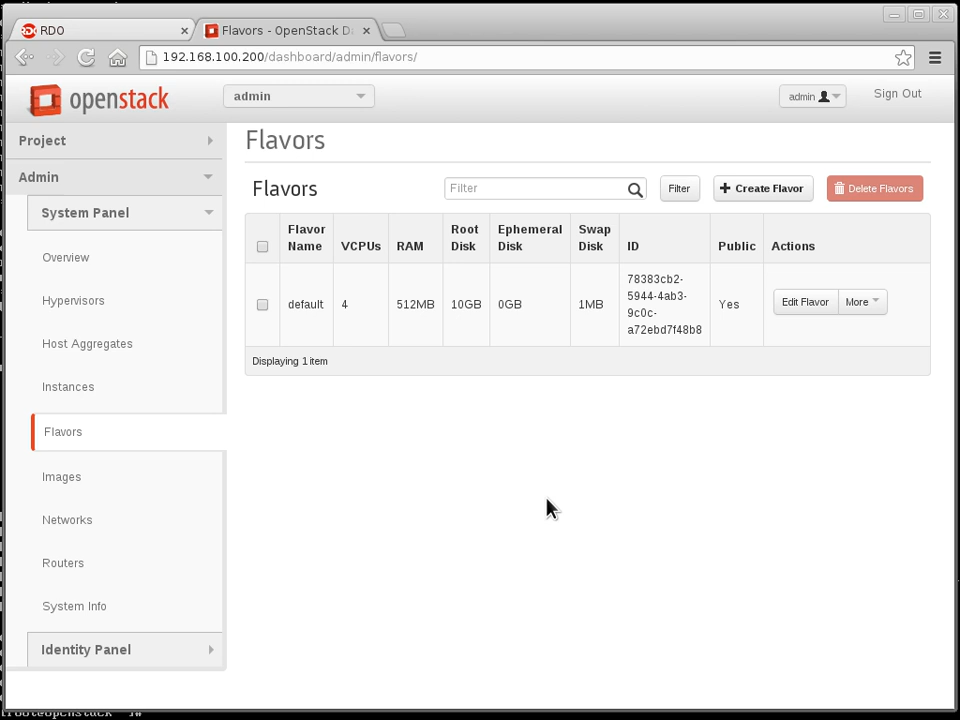 RDO
Flavors - OpenStack Da
192.168.100.200/dashboard/admin/flavors/
openstack
admin
admin
Sign Out
Project
Admin
System Panel
Overview
Hypervisors
Host Aggregates
Instances
Flavors
Images
Networks
Routers
System Info
Identity Panel
Flavors
Flavors
Filter
Filter
Create Flavor
Delete Flavors
Flavor Name
VCPUs
RAM
Root Disk
Ephemeral Disk
Swap Disk
ID
Public
Actions
default
4
512MB
10GB
0GB
1MB
78383cb2-
5944-4ab3-
9c0c-
a72ebd7f48b8
Yes
Edit Flavor
More
Displaying 1 item